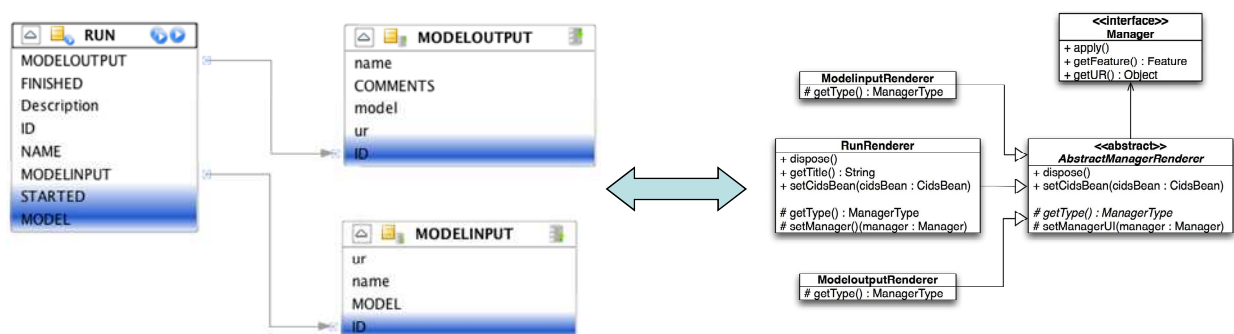 RUN
MODELOUTPUT
FINISHED
Description
ID
NAME
MODELINPUT
STARTED
MODEL
MODELOUTPUT
name
COMMENTS
model
ur
ID
MODELINPUT
ur
name
MODEL
ID
<<interface>>
Manager
+ apply()
+ getFeature() : Feature
+ getUR() : Object
ModelinputRenderer
# getType() : ManagerType
RunRenderer
+ dispose()
+ getTitle() : String
+ setCidsBean(cidsBean : CidsBean)
# getType() : ManagerType
# setManager()(manager : Manager)
<<abstract>>
AbstractManagerRenderer
+ dispose()
+ setCidsBean(cidsBean : CidsBean)
# getType() : ManagerType
# setManagerUI(manager : Manager)
ModeloutputRenderer
# getType() : ManagerType